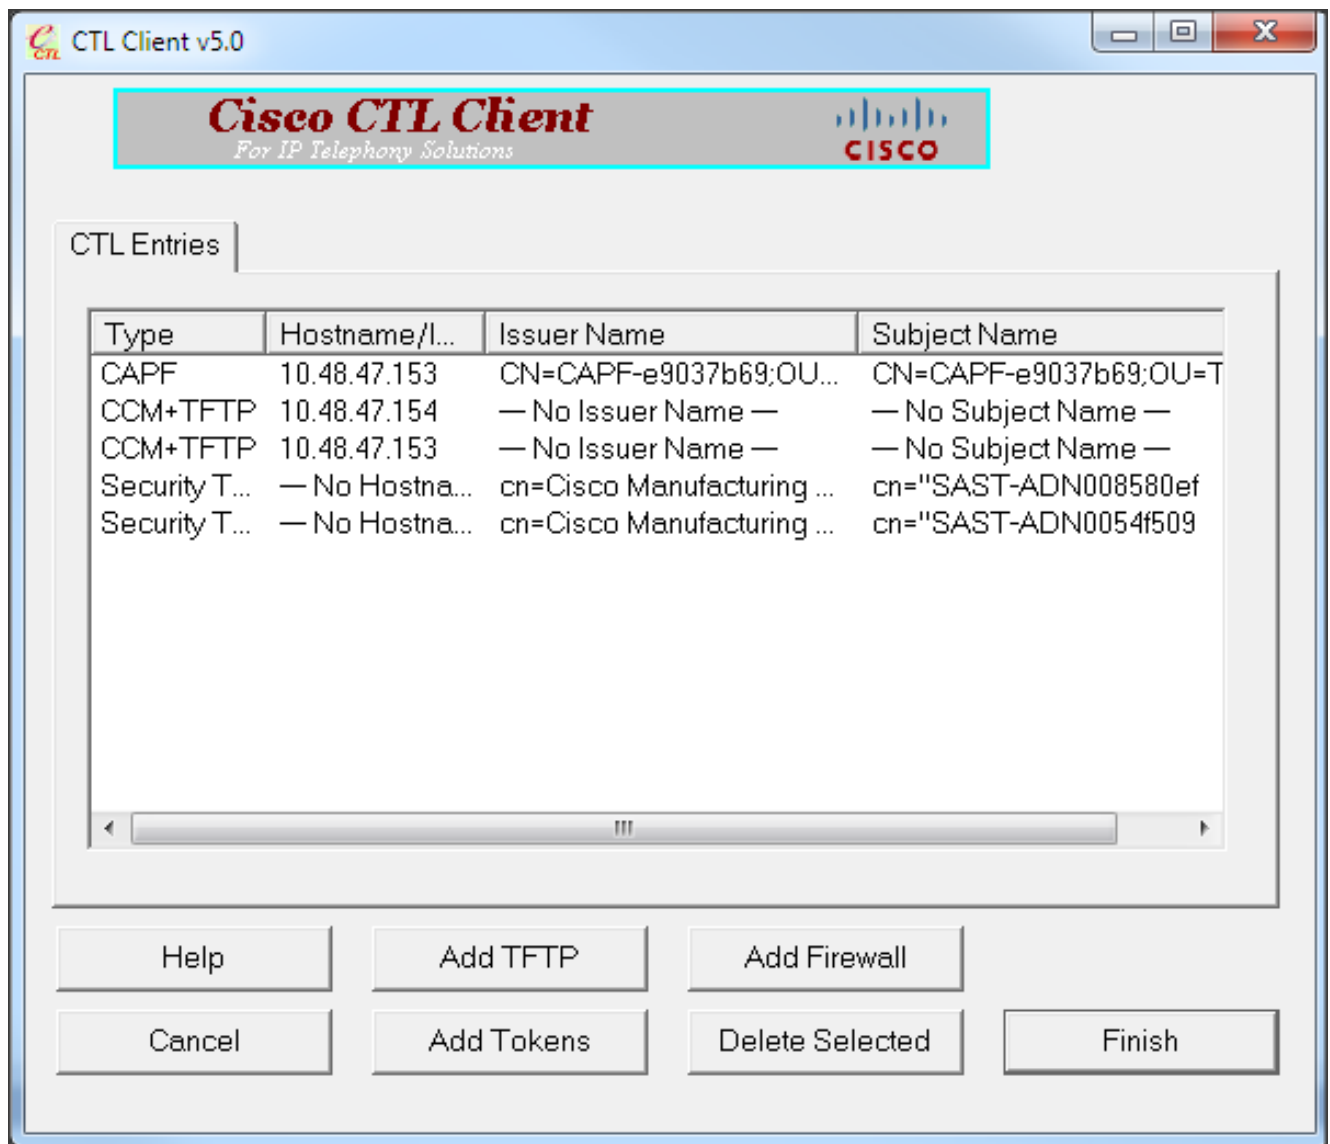 CTL Client v5.0
Cisco CTL Client
For IP Telephony Solutions
CISCO
CTL Entries
Type Hostname/I... Issuer Name Subject Name
CAPF 10.48.47.153 CN=CAPF-e9037b69;OU... CN=CAPF-e9037b69;OU=T
CCM+TFTP 10.48.47.154 — No Issuer Name — — No Subject Name —
CCM+TFTP 10.48.47.153 — No Issuer Name — — No Subject Name —
Security T... — No Hostna... cn=Cisco Manufacturing ... cn="SAST-ADN008580ef
Security T... — No Hostna... cn=Cisco Manufacturing ... cn="SAST-ADN0054f509
Help Add TFTP Add Firewall
Cancel Add Tokens Delete Selected Finish